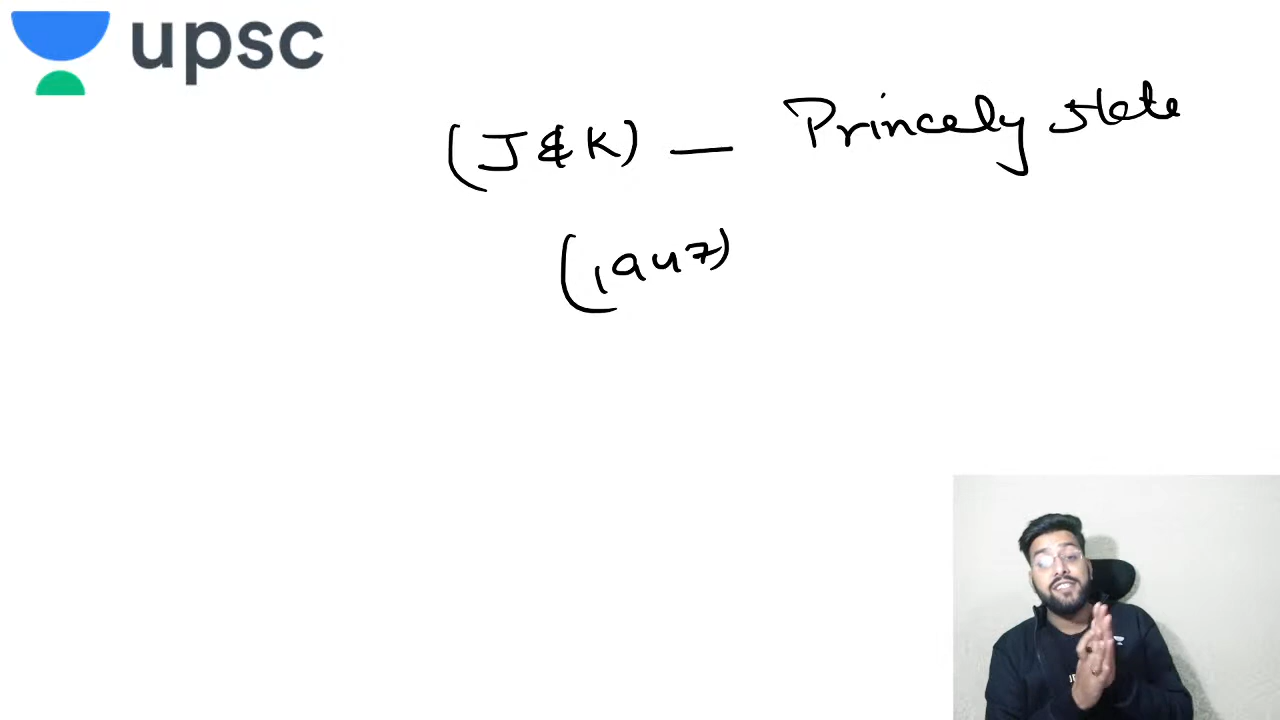 upsc
(J & K) — Princely state
(1947)